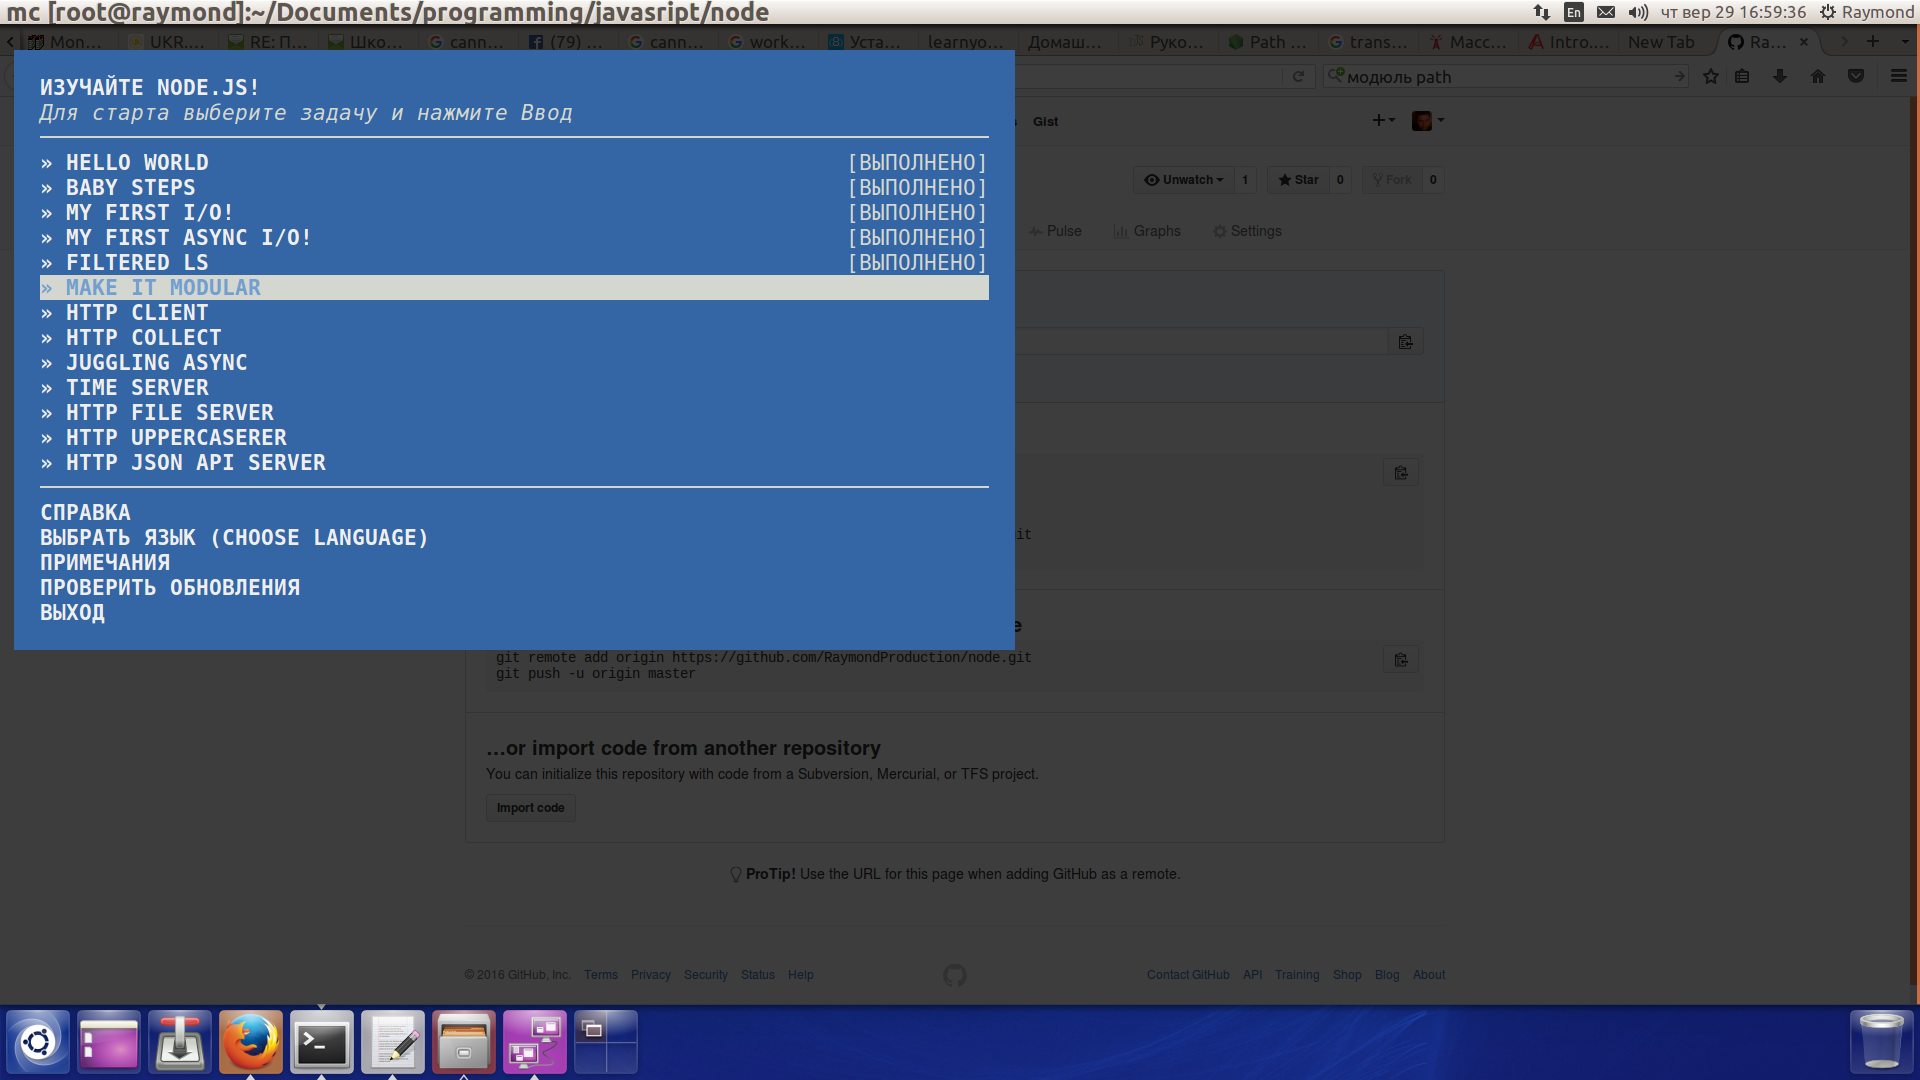 mc [root@raymond]:~/Documents/programming/javasript/node
En
чт вер 29 16:59:36
Raymond
Mon...
UKR....
RE: П...
Шко...
cann...
(79) ...
cann...
work...
Уста...
learnyo...
Домаш...
Руко...
Path ...
trans...
Масс...
Intro....
New Tab
Ra...
модюль path
ИЗУЧАЙТЕ NODE.JS!
Для старта выберите задачу и нажмите Ввод
» HELLO WORLD [ВЫПОЛНЕНО]
» BABY STEPS [ВЫПОЛНЕНО]
» MY FIRST I/O! [ВЫПОЛНЕНО]
» MY FIRST ASYNC I/O! [ВЫПОЛНЕНО]
» FILTERED LS [ВЫПОЛНЕНО]
» MAKE IT MODULAR
» HTTP CLIENT
» HTTP COLLECT
» JUGGLING ASYNC
» TIME SERVER
» HTTP FILE SERVER
» HTTP UPPERCASERER
» HTTP JSON API SERVER
СПРАВКА
ВЫБРАТЬ ЯЗЫК (CHOOSE LANGUAGE)
ПРИМЕЧАНИЯ
ПРОВЕРИТЬ ОБНОВЛЕНИЯ
ВЫХОД
Gist
Unwatch 1
Star 0
Fork 0
Pulse
Graphs
Settings
git remote add origin https://github.com/RaymondProduction/node.git
git push -u origin master
…or import code from another repository
You can initialize this repository with code from a Subversion, Mercurial, or TFS project.
Import code
ProTip! Use the URL for this page when adding GitHub as a remote.
© 2016 GitHub, Inc. Terms Privacy Security Status Help
Contact GitHub API Training Shop Blog About